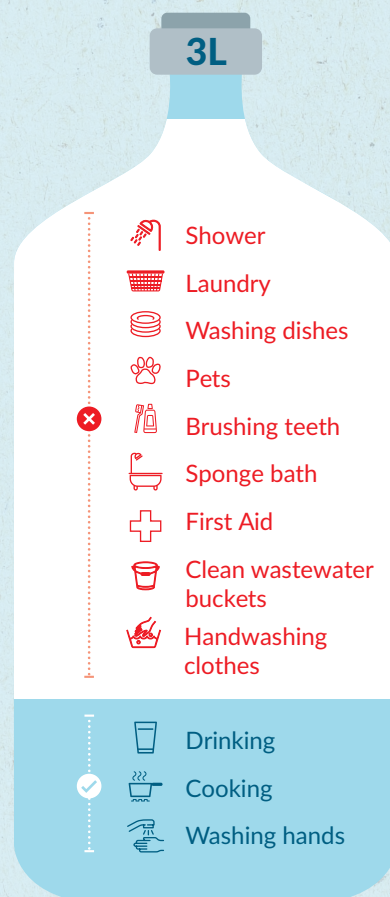 3L
Shower
Laundry
Washing dishes
Pets
Brushing teeth
Sponge bath
First Aid
Clean wastewater
buckets
Handwashing
clothes
Drinking
Cooking
Washing hands